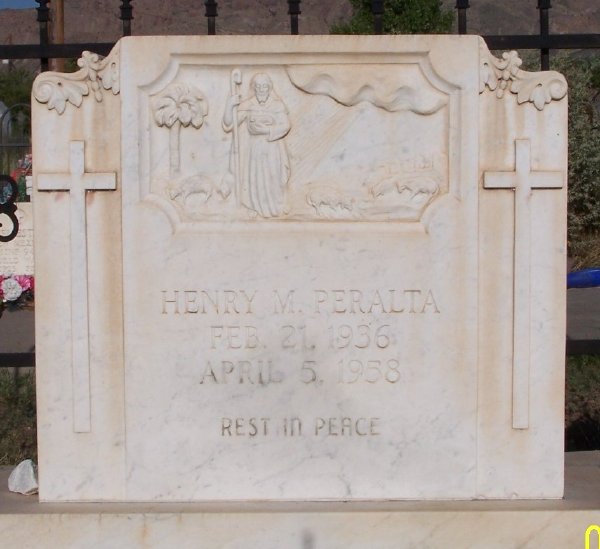 HENRY M. PERALTA
FEB. 21, 1936
APRIL 5, 1958
REST IN PEACE